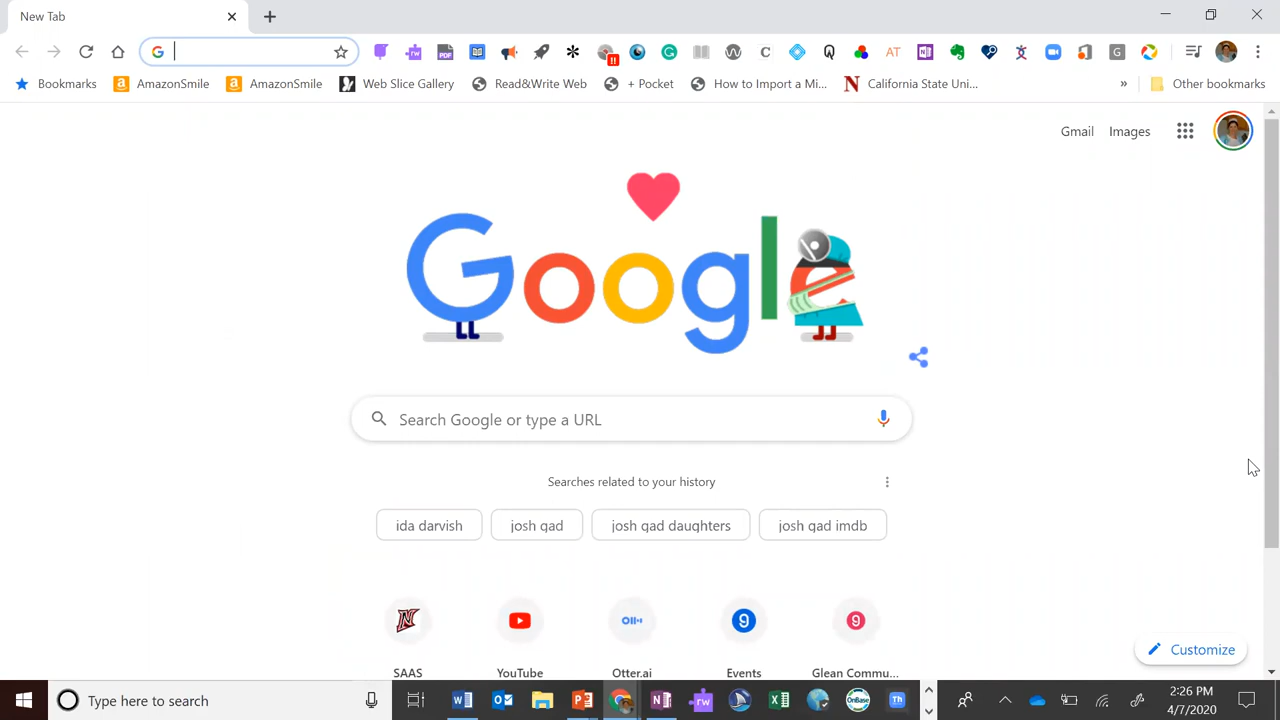 New Tab
PDF
rw
AT
Bookmarks
AmazonSmile
AmazonSmile
Web Slice Gallery
Read&Write Web
+ Pocket
How to Import a Mi...
California State Uni...
»
Other bookmarks
Gmail
Images
Google
Search Google or type a URL
Searches related to your history
ida darvish
josh gad
josh gad daughters
josh gad imdb
SAAS
YouTube
Otter.ai
Events
Glean Commu...
Customize
Type here to search
2:26 PM
4/7/2020